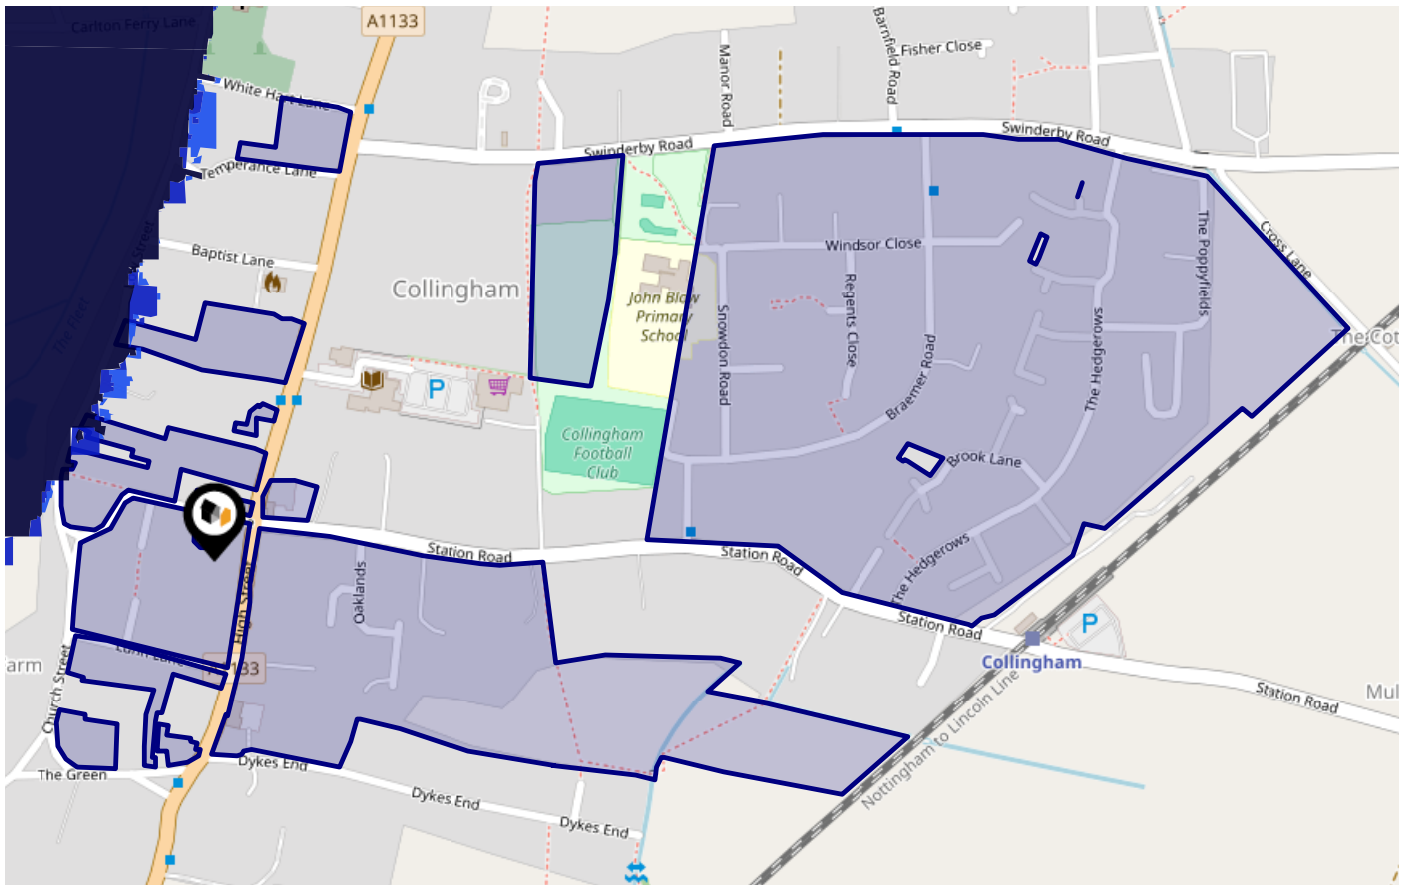 Carlton Ferry Lane
A1133
Barnfield Road
Fisher Close
Manor Road
White Hart Lane
Swinderby Road
Swinderby Road
Temperance Lane
Street
Baptist Lane
Collingham
Windsor Close
The Poppyfields
Cross Lane
The Fleet
John Blow
Primary
School
Regents Close
Snowdon Road
The Hedgerows
Braemer Road
The Cot
P
Collingham
Football
Club
Brook Lane
Station Road
Station Road
Oaklands
The Hedgerows
High Street
Station Road
P
Collingham
Lunn Lane
arm
A1133
Church Street
Station Road
Mul
Nottingham to Lincoln Line
The Green
Dykes End
Dykes End
Dykes End